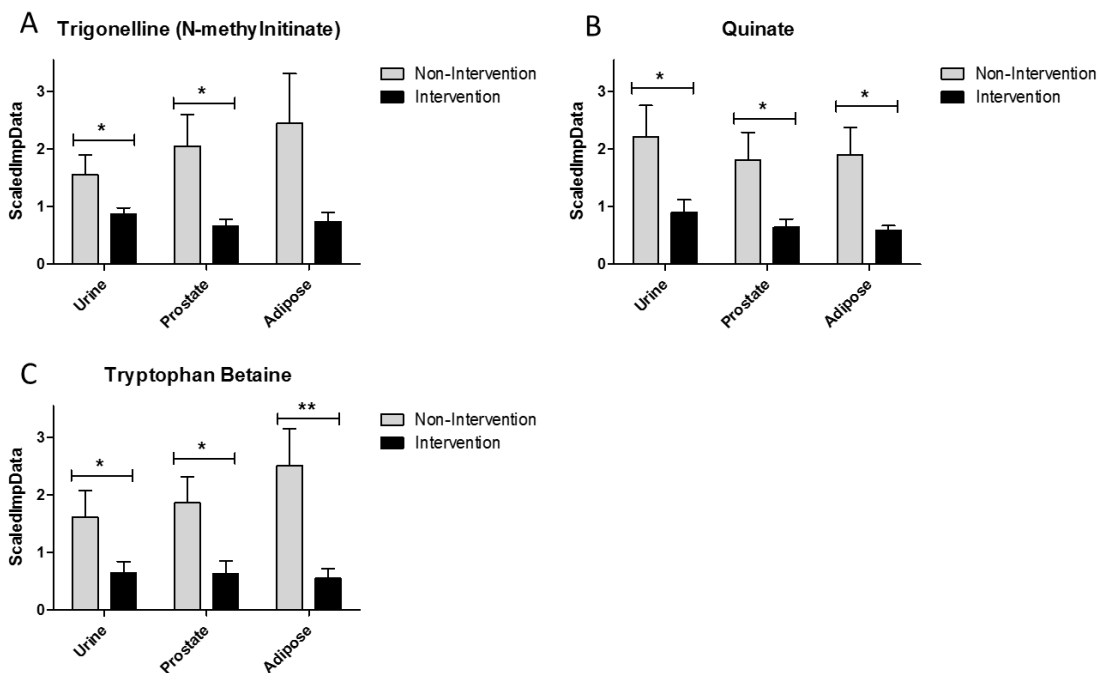 A
Trigonelline (N-methylnitinate)
ScaledImpData
3
2
1
0
*
*
Urine
Prostate
Adipose
Non-Intervention
Intervention
B
Quinate
ScaledImpData
3
2
1
0
*
*
*
Urine
Prostate
Adipose
Non-Intervention
Intervention
C
Tryptophan Betaine
ScaledImpData
3
2
1
0
*
*
**
Urine
Prostate
Adipose
Non-Intervention
Intervention